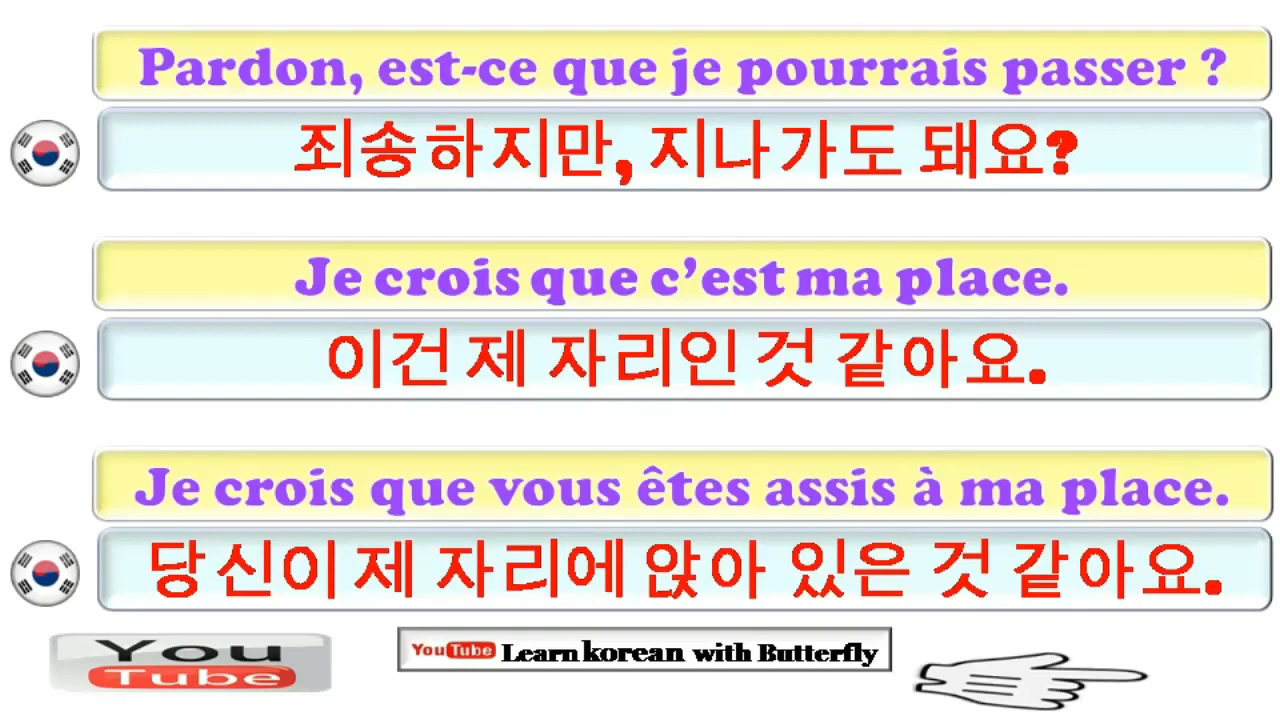 Pardon, est-ce que je pourrais passer ?
죄송하지만, 지나가도 돼요?
Je crois que c’est ma place.
이건 제 자리인 것 같아요.
Je crois que vous êtes assis à ma place.
당신이 제 자리에 앉아 있은 것 같아요.
You
Tube
YouTube Learn korean with Butterfly